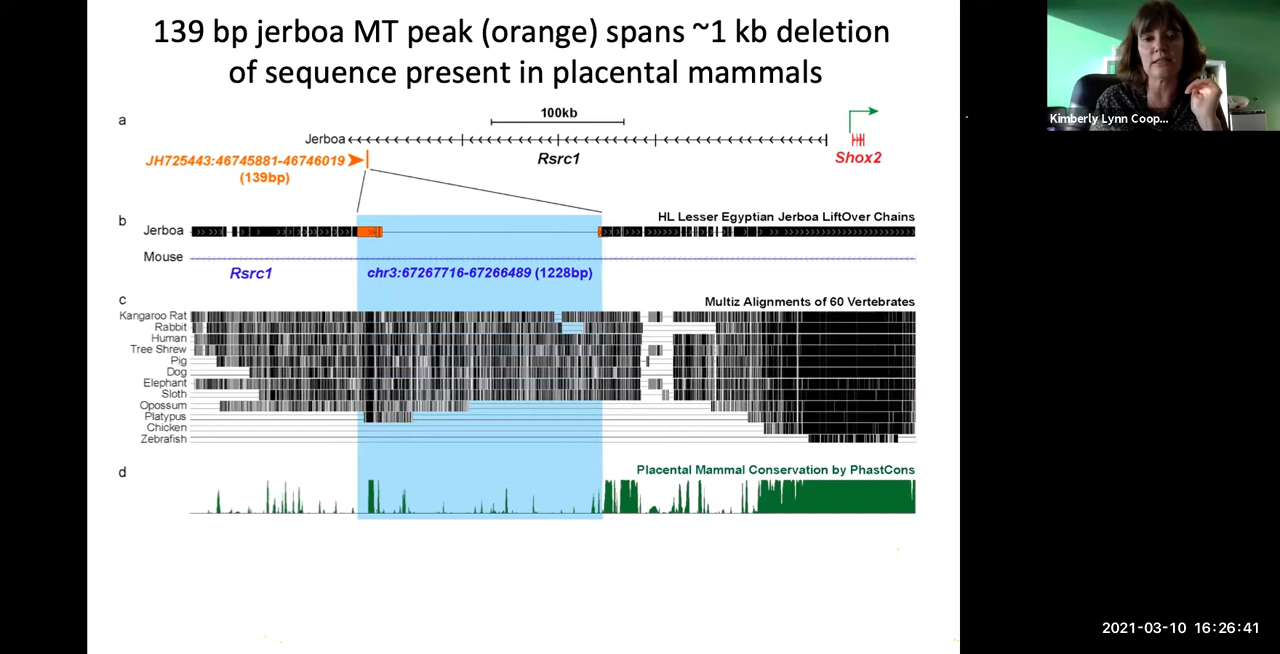 139 bp jerboa MT peak (orange) spans ~1 kb deletion
of sequence present in placental mammals
Kimberly Lynn Coop...
a
100kb
Jerboa
JH725443:46745881-46746019
(139bp)
Rsrc1
Shox2
b
HL Lesser Egyptian Jerboa LiftOver Chains
Jerboa
Mouse
Rsrc1
chr3:67267716-67266489 (1228bp)
c
Multiz Alignments of 60 Vertebrates
Kangaroo Rat
Rabbit
Human
Tree Shrew
Pig
Dog
Elephant
Sloth
Opossum
Platypus
Chicken
Zebrafish
d
Placental Mammal Conservation by PhastCons
2021-03-10 16:26:41